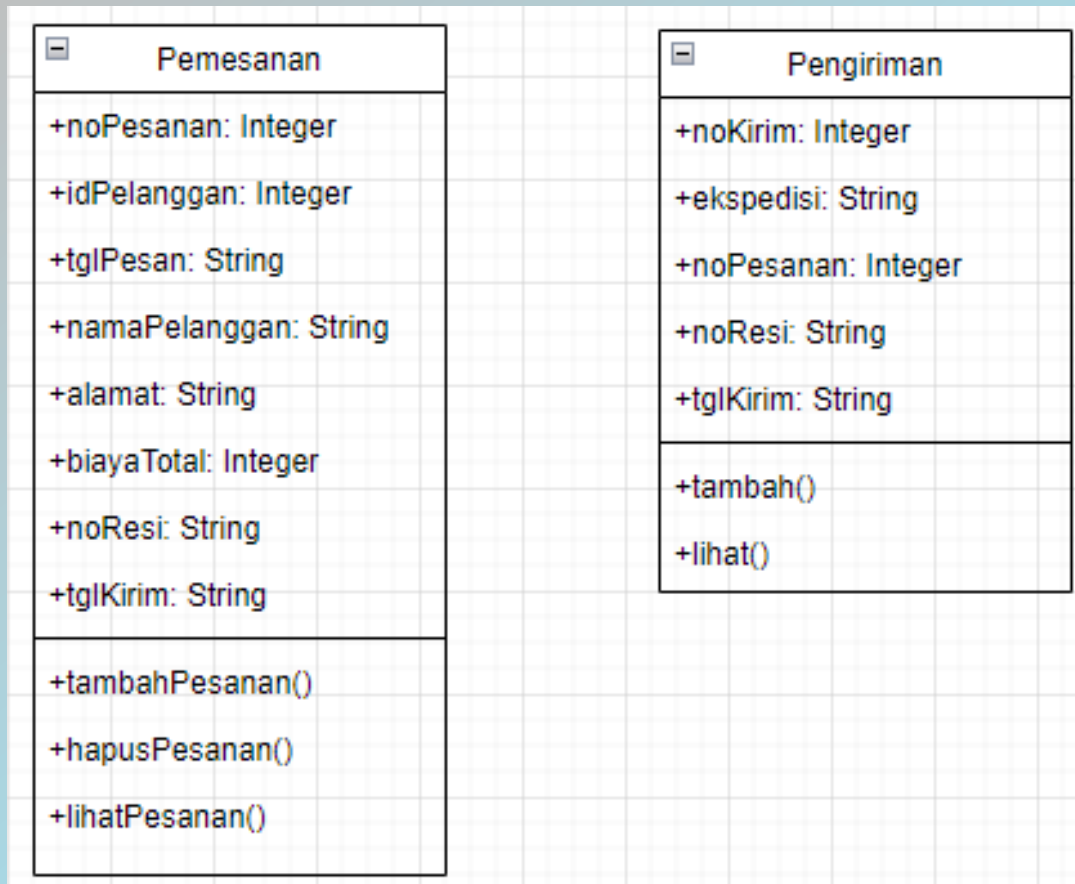 Pemesanan
+noPesanan: Integer
+idPelanggan: Integer
+tglPesan: String
+namaPelanggan: String
+alamat: String
+biayaTotal: Integer
+noResi: String
+tglKirim: String
+tambahPesanan()
+hapusPesanan()
+lihatPesanan()
Pengiriman
+noKirim: Integer
+ekspedisi: String
+noPesanan: Integer
+noResi: String
+tglKirim: String
+tambah()
+lihat()